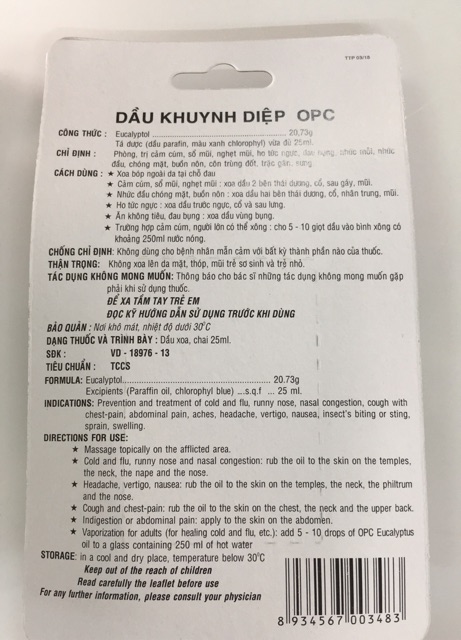 TYP 09/18
DẦU KHUYNH DIỆP OPC
CÔNG THỨC : Eucalyptol ........................................ 20,73g
Tá dược (dầu parafin, màu xanh chlorophyl) vừa đủ 25ml.
CHỈ ĐỊNH : Phòng, trị cảm cúm, sổ mũi, nghẹt mũi, ho tức ngực, đau bụng, nhức mũi, nhức
đầu, chóng mặt, buồn nôn, côn trùng đốt, trặc gân, sưng.
CÁCH DÙNG : ★ Xoa bóp ngoài da tại chỗ đau
★ Cảm cúm, sổ mũi, nghẹt mũi : xoa dầu 2 bên thái dương, cổ, sau gáy, mũi.
★ Nhức đầu chóng mặt, buồn nôn : xoa dầu hai bên thái dương, cổ, nhân trung, mũi.
★ Ho tức ngực : xoa dầu trước ngực, cổ và sau lưng.
★ Ăn không tiêu, đau bụng : xoa dầu vùng bụng.
★ Trường hợp cảm cúm, người lớn có thể xông : cho 5 - 10 giọt dầu vào bình xông có
khoảng 250ml nước nóng.
CHỐNG CHỈ ĐỊNH: Không dùng cho bệnh nhân mẫn cảm với bất kỳ thành phần nào của thuốc.
THẬN TRỌNG: Không xoa lên da mặt, thóp, mũi trẻ sơ sinh và trẻ nhỏ.
TÁC DỤNG KHÔNG MONG MUỐN: Thông báo cho bác sĩ những tác dụng không mong muốn gặp
phải khi sử dụng thuốc.
ĐỂ XA TẦM TAY TRẺ EM
ĐỌC KỸ HƯỚNG DẪN SỬ DỤNG TRƯỚC KHI DÙNG
BẢO QUẢN: Nơi khô mát, nhiệt độ dưới 30°C
DẠNG THUỐC VÀ TRÌNH BÀY : Dầu xoa, chai 25ml.
SĐK : VD - 18976 - 13
TIÊU CHUẨN : TCCS
FORMULA: Eucalyptol........................................ 20.73g
Excipients (Paraffin oil, chlorophyl blue) ...s.q.f ... 25 ml.
INDICATIONS: Prevention and treatment of cold and flu, runny nose, nasal congestion, cough with
chest-pain, abdominal pain, aches, headache, vertigo, nausea, insect's biting or sting,
sprain, swelling.
DIRECTIONS FOR USE:
★ Massage topically on the afflicted area.
★ Cold and flu, runny nose and nasal congestion: rub the oil to the skin on the temples,
the neck, the nape and the nose.
★ Headache, vertigo, nausea: rub the oil to the skin on the temples, the neck, the philtrum
and the nose.
★ Cough and chest-pain: rub the oil to the skin on the chest, the neck and the upper back.
★ Indigestion or abdominal pain: apply to the skin on the abdomen.
★ Vaporization for adults (for healing cold and flu, etc.): add 5 - 10 drops of OPC Eucalyptus
oil to a glass containing 250 ml of hot water
STORAGE: in a cool and dry place, temperature below 30°C
Keep out of the reach of children
Read carefully the leaflet before use
For any further information, please consult your physician
8 934567 003483